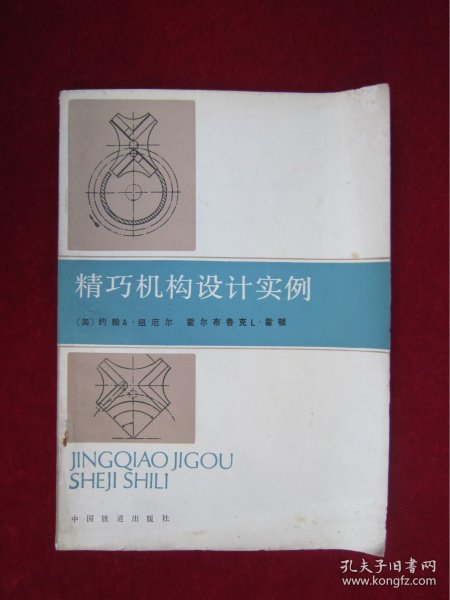 精巧机构设计实例
〔美〕约翰A·纽厄尔 霍尔布鲁克L·霍顿
JINGQIAO JIGOU
SHEJI SHILI
中国铁道出版社
孔夫子旧书网
www.kongfz.com